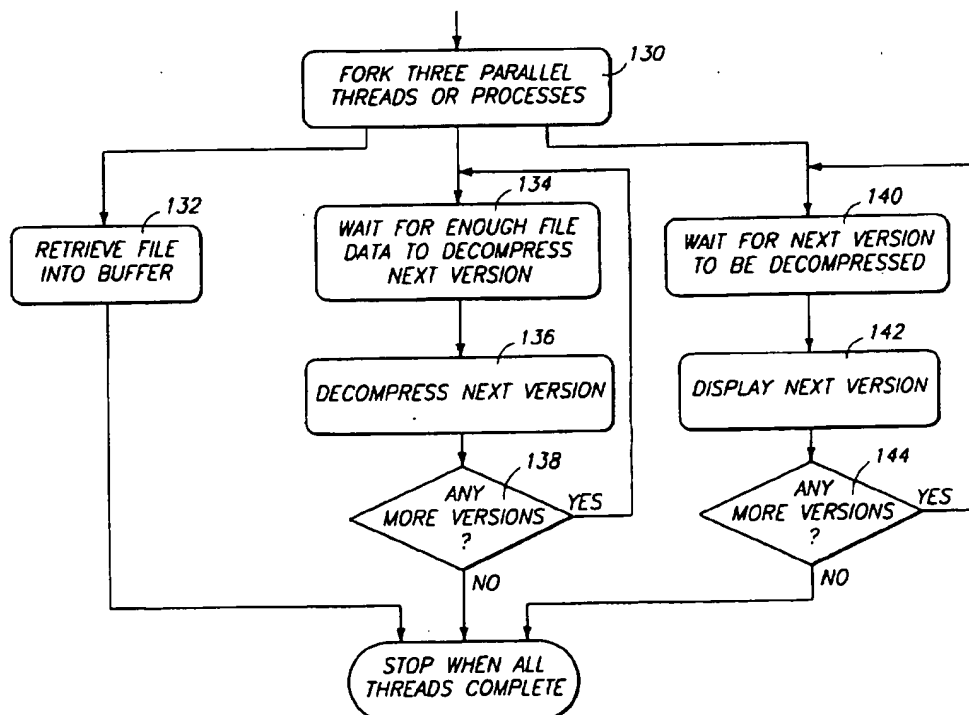 130
FORK THREE PARALLEL
THREADS OR PROCESSES
132
RETRIEVE FILE
INTO BUFFER
134
WAIT FOR ENOUGH FILE
DATA TO DECOMPRESS
NEXT VERSION
136
DECOMPRESS NEXT VERSION
138
ANY
MORE VERSIONS
?
YES
NO
140
WAIT FOR NEXT VERSION
TO BE DECOMPRESSED
142
DISPLAY NEXT VERSION
144
ANY
MORE VERSIONS
?
YES
NO
STOP WHEN ALL
THREADS COMPLETE